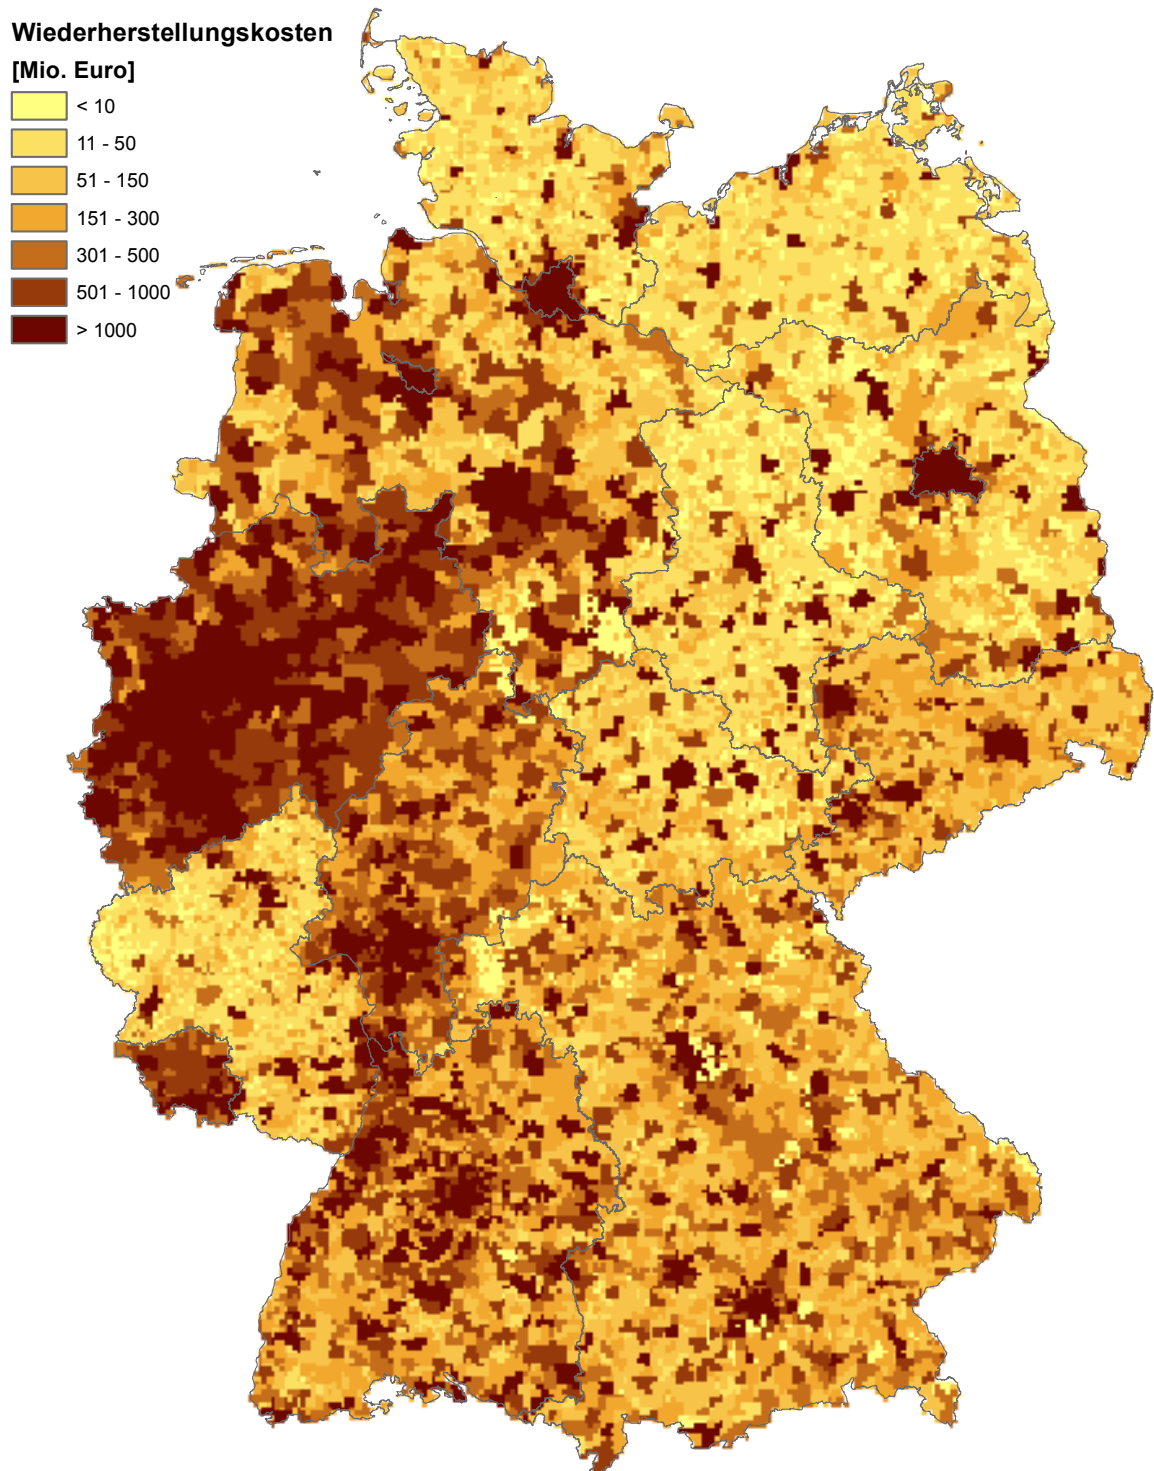 Wiederherstellungskosten
[Mio. Euro]
< 10
11 - 50
51 - 150
151 - 300
301 - 500
501 - 1000
> 1000